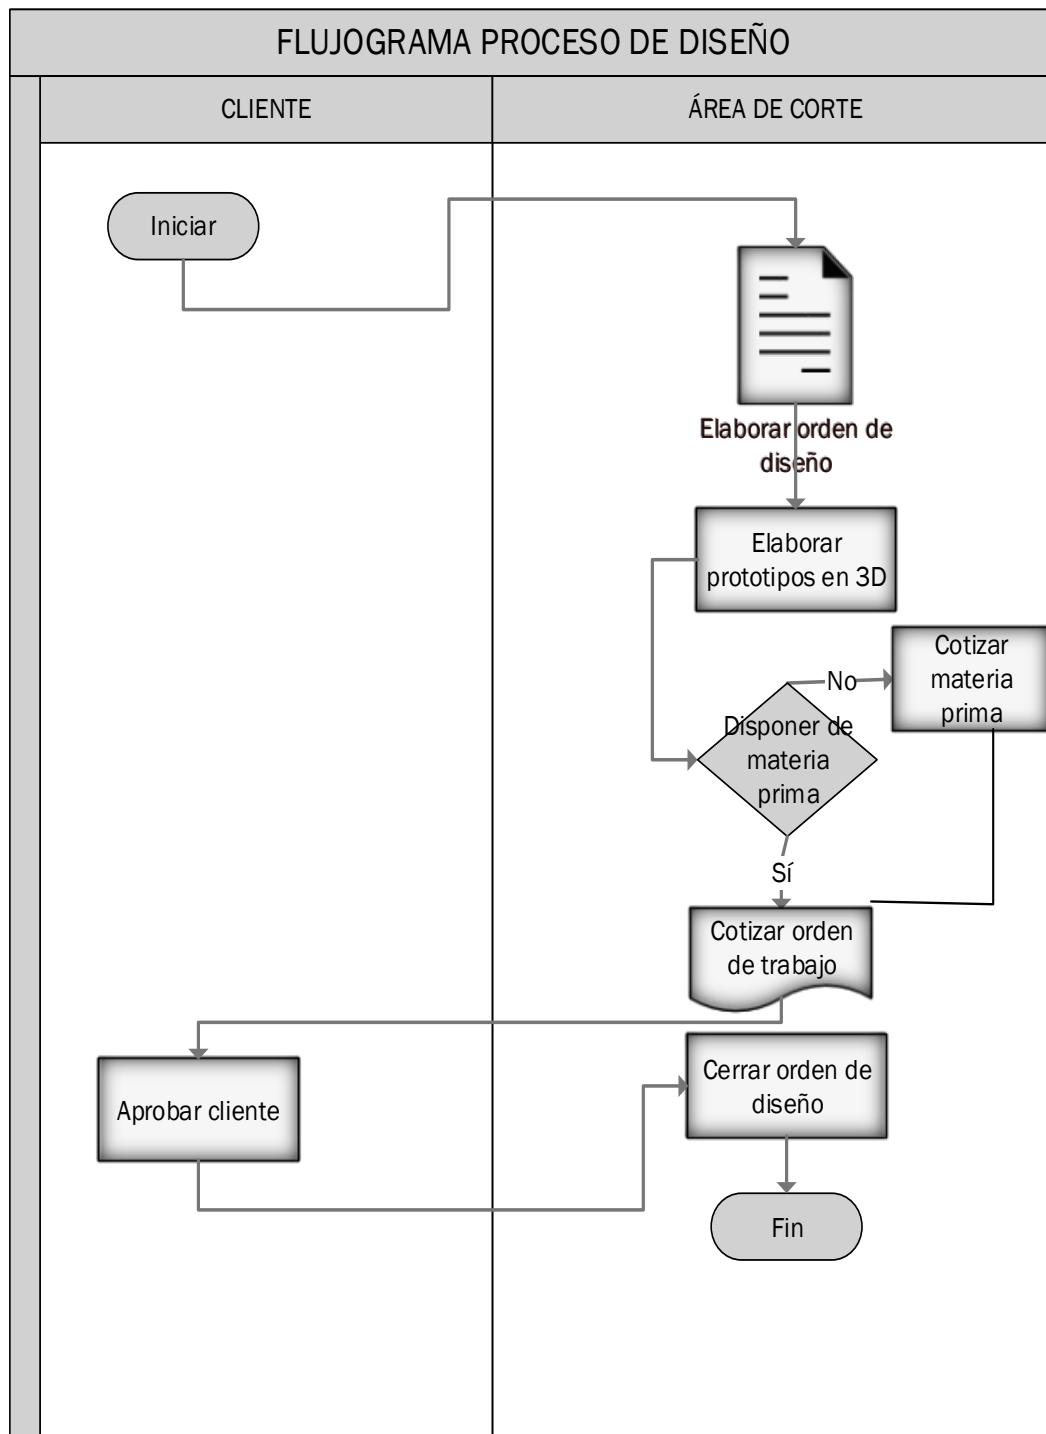 FLUJOGRAMA PROCESO DE DISEÑO
CLIENTE
ÁREA DE CORTE
Iniciar
Elaborar orden de
diseño
Elaborar
prototipos en 3D
Cotizar
materia
prima
No
Disponer de
materia
prima
Sí
Cotizar orden
de trabajo
Aprobar cliente
Cerrar orden de
diseño
Fin